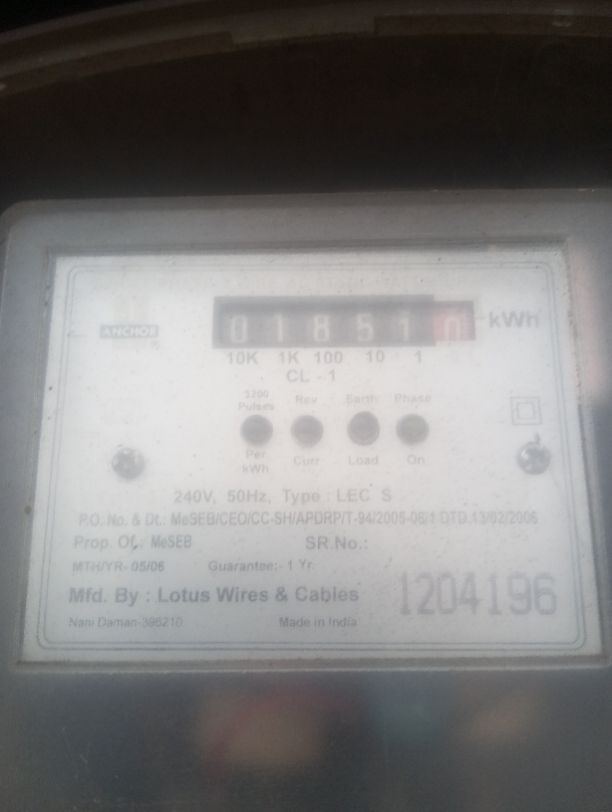 ANCHOR
®
01851
kWh
10K 1K 100 10 1
CL - 1
3200 Pulses Per kWh
Rev Curr
Earth Load
Phase On
240V, 50Hz, Type : LEC S
P.O. No. & Dt.: MeSEB/CEO/CC-SH/APDRP/T-94/2005-06/1 DTD.13/02/2006
Prop. Of.: MeSEB SR.No.:
MTH/YR- 05/06 Guarantee:- 1 Yr.
Mfd. By : Lotus Wires & Cables 1204196
Nani Daman-396210 Made in India